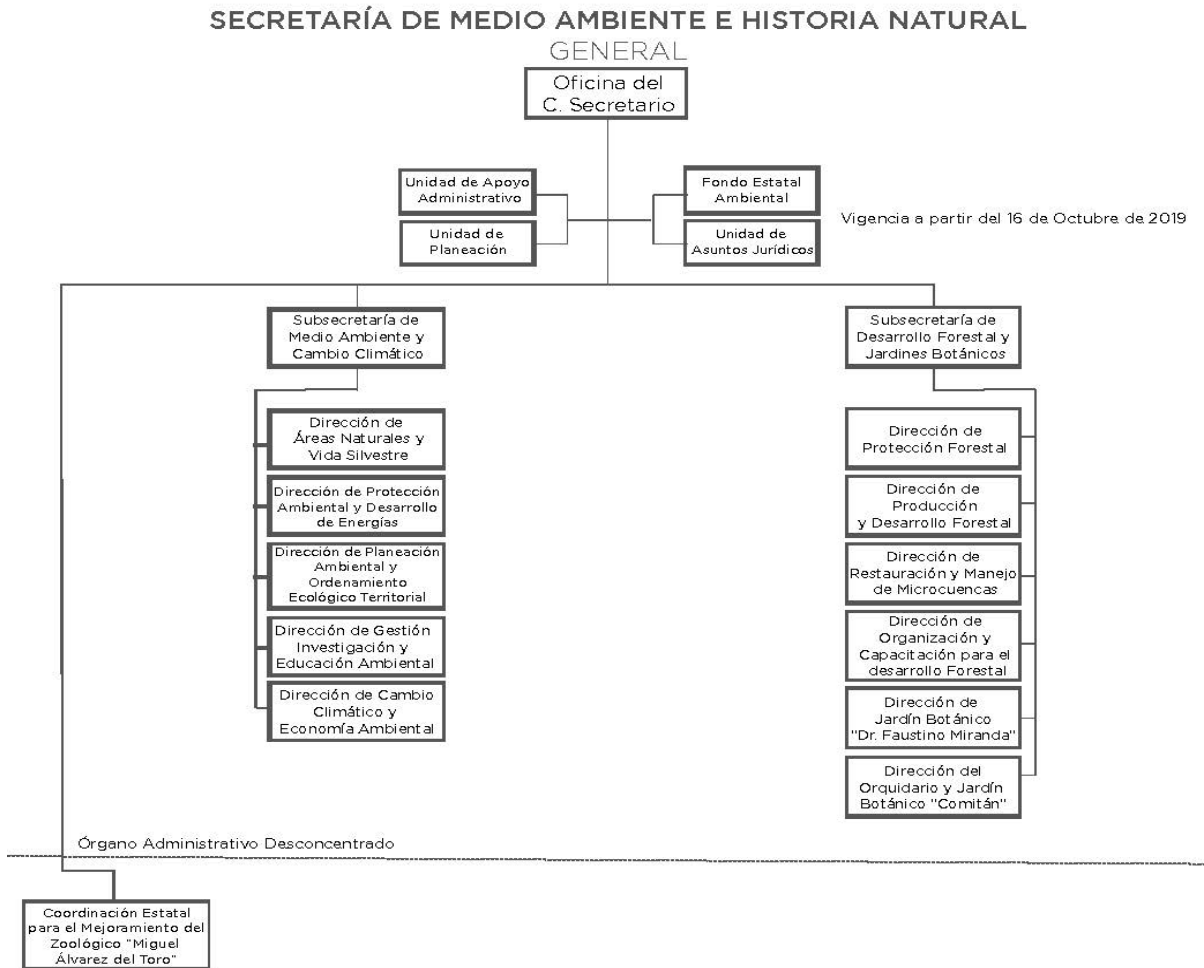 SECRETARÍA DE MEDIO AMBIENTE E HISTORIA NATURAL
GENERAL
Oficina del
C. Secretario
Unidad de Apoyo
Administrativo
Fondo Estatal
Ambiental
Unidad de
Planeación
Unidad de
Asuntos Jurídicos
Vigencia a partir del 16 de Octubre de 2019
Subsecretaría de
Medio Ambiente y
Cambio Climático
Dirección de
Áreas Naturales y
Vida Silvestre
Dirección de Protección
Ambiental y Desarrollo
de Energías
Dirección de Planeación
Ambiental y
Ordenamiento
Ecológico Territorial
Dirección de Gestión
Investigación y
Educación Ambiental
Dirección de Cambio
Climático y
Economía Ambiental
Subsecretaría de
Desarrollo Forestal y
Jardines Botánicos
Dirección de
Protección Forestal
Dirección de
Producción
y Desarrollo Forestal
Dirección de
Restauración y Manejo
de Microcuencas
Dirección de
Organización y
Capacitación para el
desarrollo Forestal
Dirección de
Jardín Botánico
"Dr. Faustino Miranda"
Dirección del
Orquidario y Jardín
Botánico "Comitán"
Órgano Administrativo Desconcentrado
Coordinación Estatal
para el Mejoramiento del
Zoológico "Miguel
Álvarez del Toro"